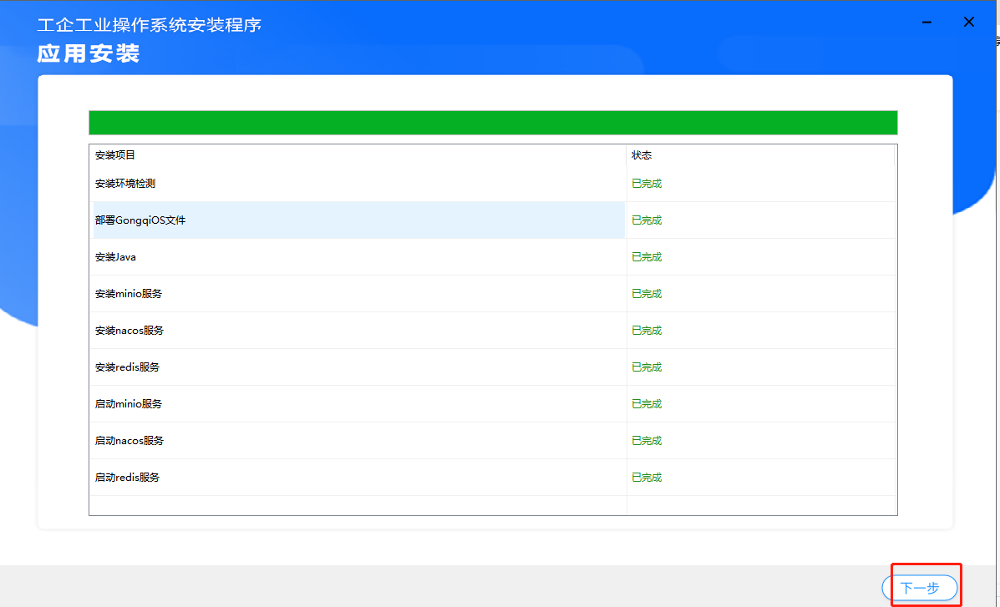 工企工业操作系统安装程序
应用安装
安装项目 状态
安装环境检测 已完成
部署GongqiOS文件 已完成
安装Java 已完成
安装minio服务 已完成
安装nacos服务 已完成
安装redis服务 已完成
启动minio服务 已完成
启动nacos服务 已完成
启动redis服务 已完成
下一步